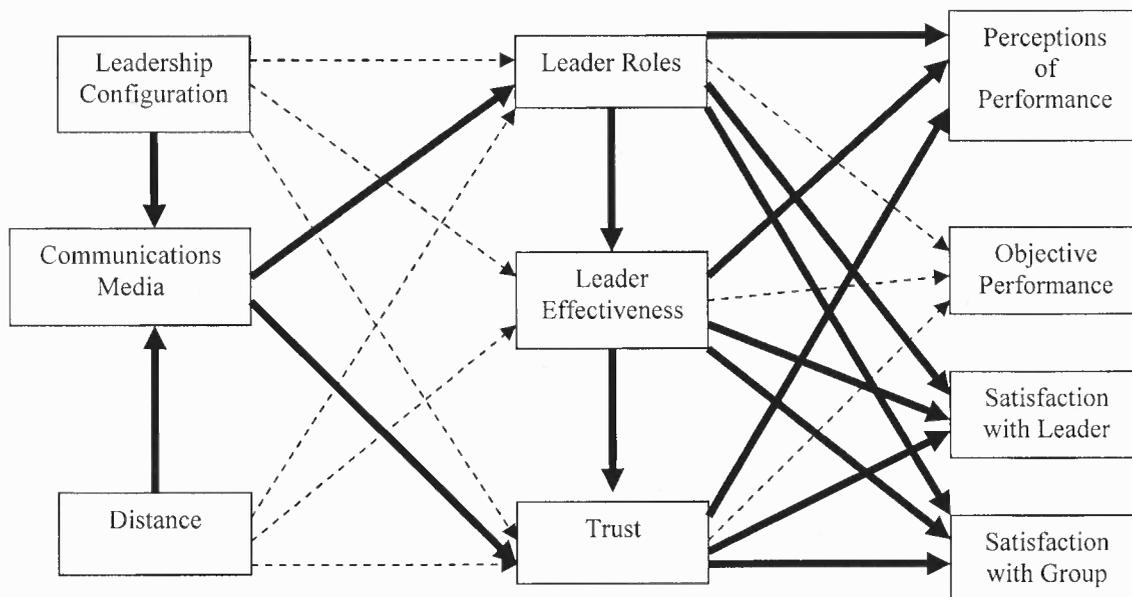 Leadership
Configuration
Communications
Media
Distance
Leader Roles
Leader
Effectiveness
Trust
Perceptions
of
Performance
Objective
Performance
Satisfaction
with Leader
Satisfaction
with Group